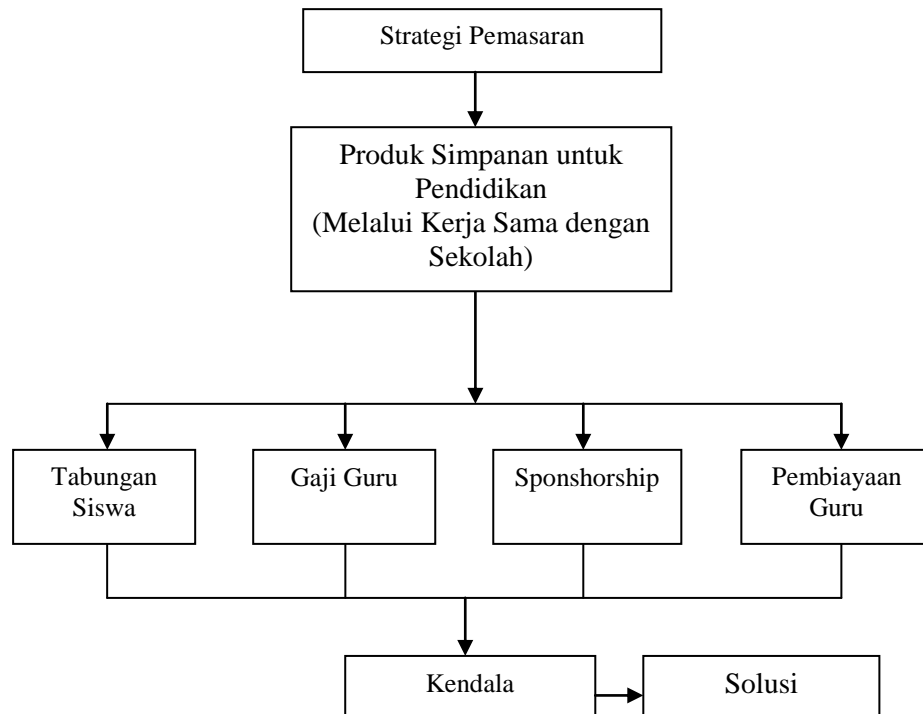 Strategi Pemasaran
Produk Simpanan untuk
Pendidikan
(Melalui Kerja Sama dengan
Sekolah)
Tabungan
Siswa
Gaji Guru
Sponshorship
Pembiayaan
Guru
Kendala
Solusi